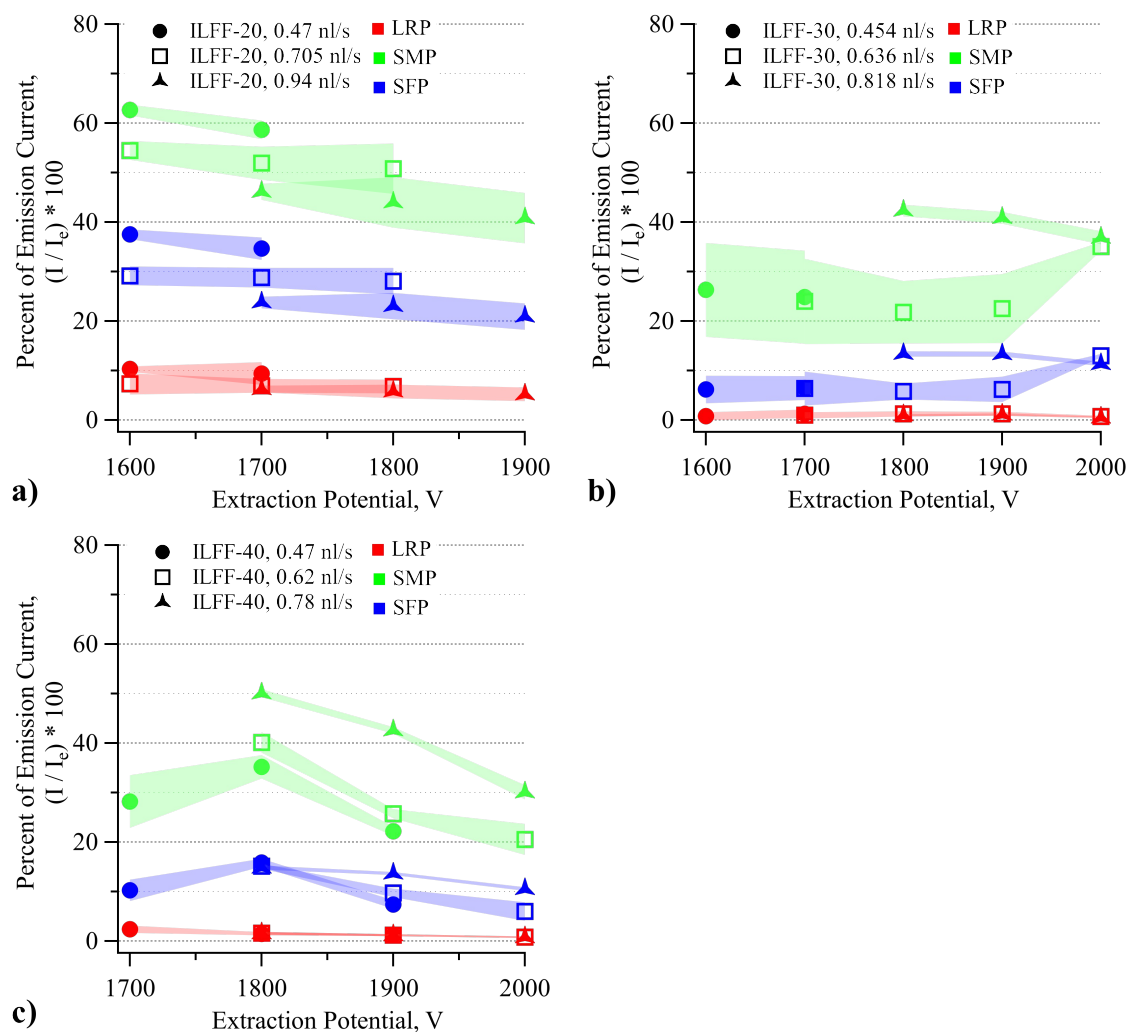 80
60
40
20
0
Percent of Emission Current,
(I / Ie) * 100
ILFF-20, 0.47 nl/s
ILFF-20, 0.705 nl/s
ILFF-20, 0.94 nl/s
LRP
SMP
SFP
1600 1700 1800 1900
Extraction Potential, V
a)
80
60
40
20
0
Percent of Emission Current,
(I / Ie) * 100
ILFF-30, 0.454 nl/s
ILFF-30, 0.636 nl/s
ILFF-30, 0.818 nl/s
LRP
SMP
SFP
1600 1700 1800 1900 2000
Extraction Potential, V
b)
80
60
40
20
0
Percent of Emission Current,
(I / Ie) * 100
ILFF-40, 0.47 nl/s
ILFF-40, 0.62 nl/s
ILFF-40, 0.78 nl/s
LRP
SMP
SFP
1700 1800 1900 2000
Extraction Potential, V
c)